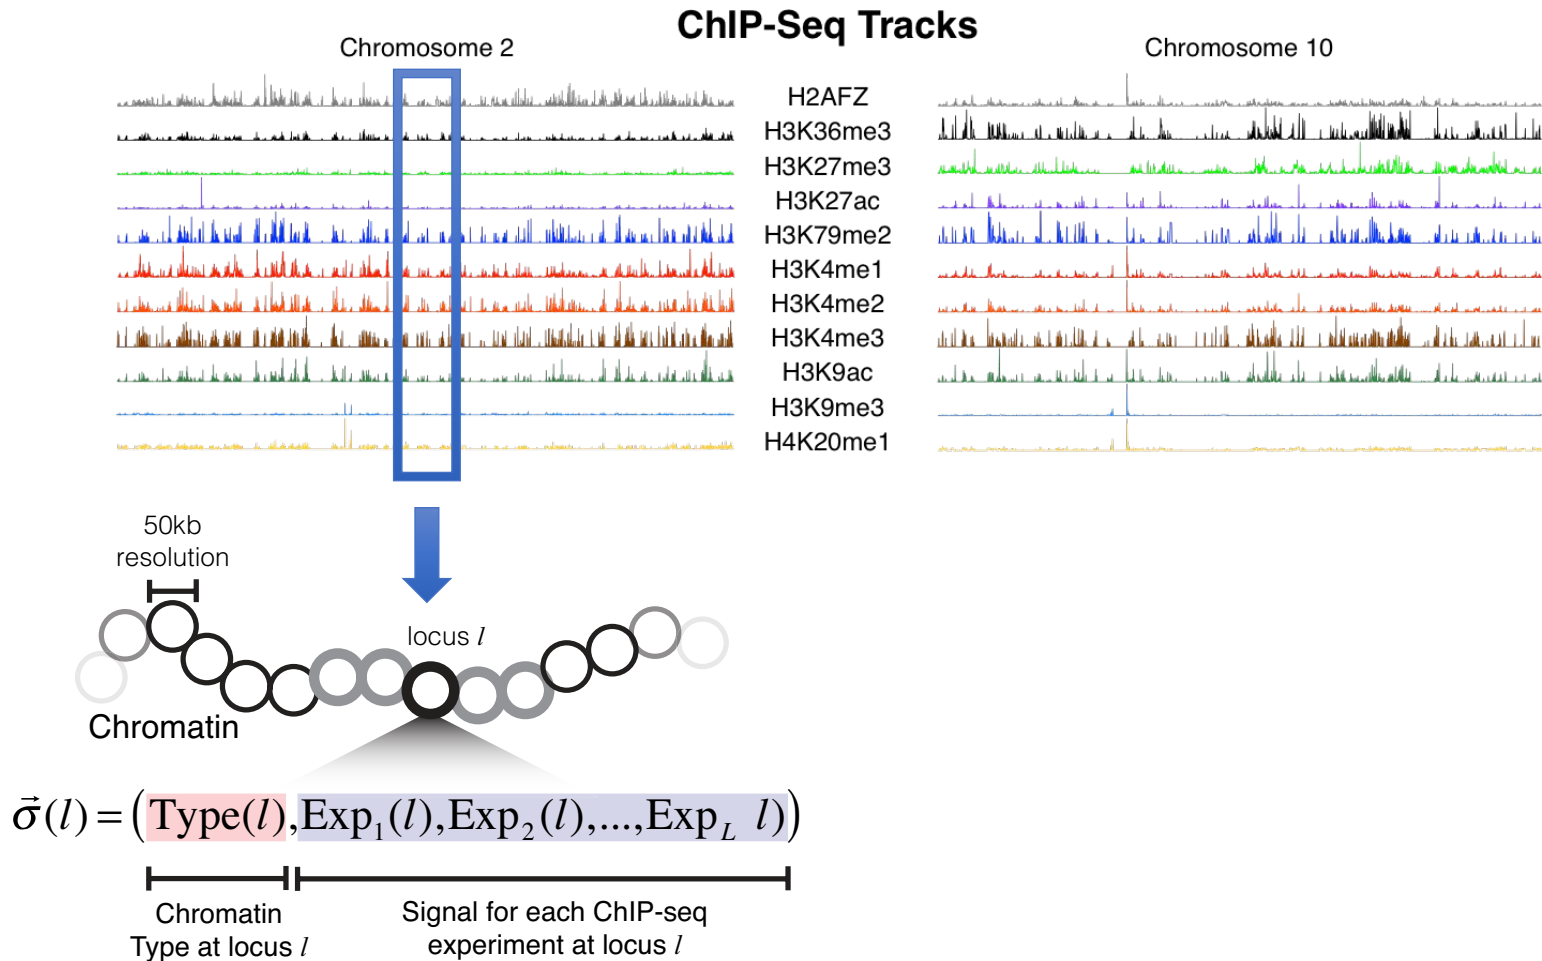 ChIP-Seq Tracks
Chromosome 2
Chromosome 10
H2AFZ
H3K36me3
H3K27me3
H3K27ac
H3K79me2
H3K4me1
H3K4me2
H3K4me3
H3K9ac
H3K9me3
H4K20me1
50kb
resolution
locus l
Chromatin
σ⃗(l) = (Type(l),Exp₁(l),Exp₂(l),...,Exp_L l))
Chromatin
Type at locus l
Signal for each ChIP-seq
experiment at locus l